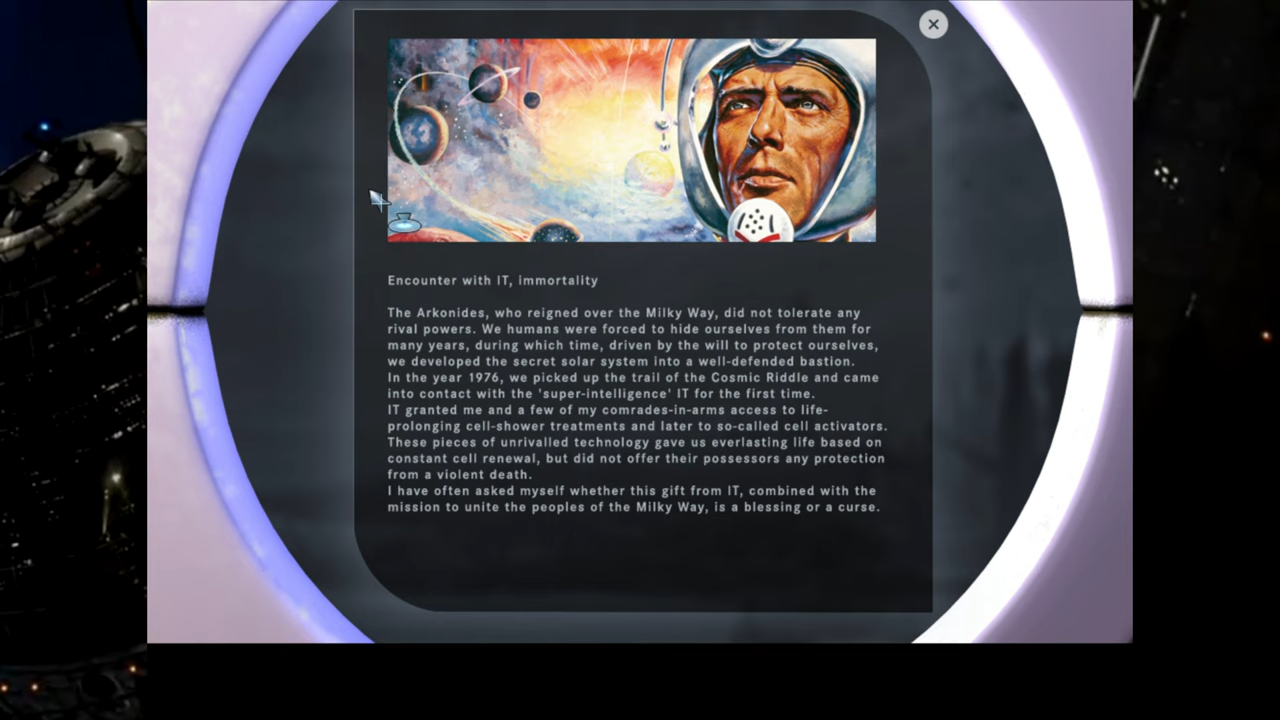 Encounter with IT, immortality
The Arkonides, who reigned over the Milky Way, did not tolerate any
rival powers. We humans were forced to hide ourselves from them for
many years, during which time, driven by the will to protect ourselves,
we developed the secret solar system into a well-defended bastion.
In the year 1976, we picked up the trail of the Cosmic Riddle and came
into contact with the 'super-intelligence' IT for the first time.
IT granted me and a few of my comrades-in-arms access to life-
prolonging cell-shower treatments and later to so-called cell activators.
These pieces of unrivalled technology gave us everlasting life based on
constant cell renewal, but did not offer their possessors any protection
from a violent death.
I have often asked myself whether this gift from IT, combined with the
mission to unite the peoples of the Milky Way, is a blessing or a curse.